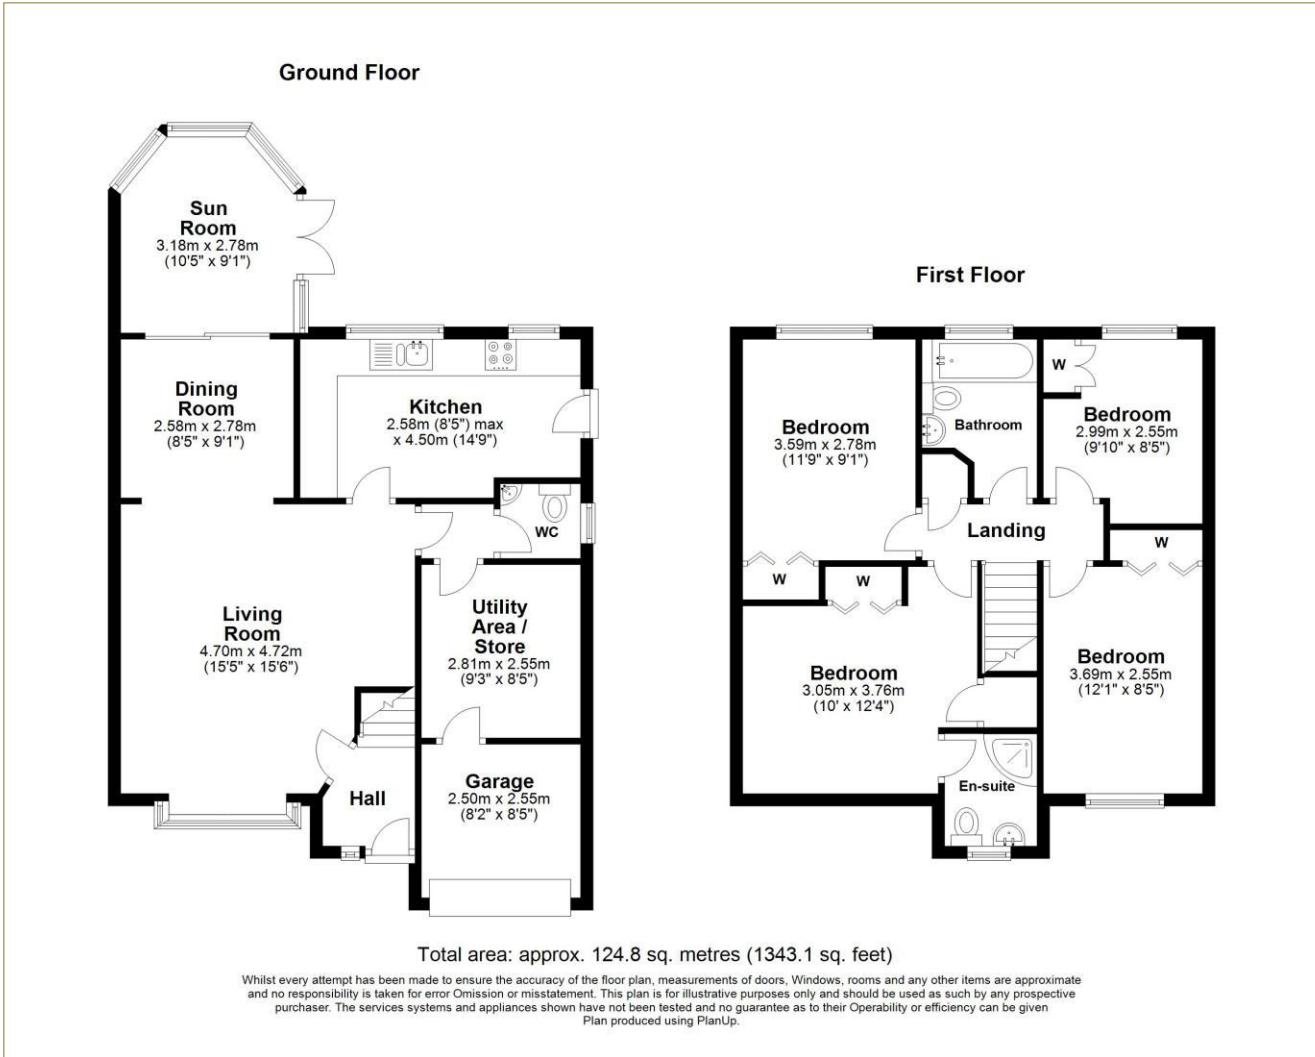 Ground Floor
Sun
Room
3.18m x 2.78m
(10'5" x 9'1")
Dining
Room
2.58m x 2.78m
(8'5" x 9'1")
Kitchen
2.58m (8'5") max
x 4.50m (14'9")
WC
Living
Room
4.70m x 4.72m
(15'5" x 15'6")
Utility
Area /
Store
2.81m x 2.55m
(9'3" x 8'5")
Hall
Garage
2.50m x 2.55m
(8'2" x 8'5")
First Floor
Bedroom
3.59m x 2.78m
(11'9" x 9'1")
W
Bathroom
W
Bedroom
2.99m x 2.55m
(9'10" x 8'5")
Landing
W
W
Bedroom
3.05m x 3.76m
(10' x 12'4")
Bedroom
3.69m x 2.55m
(12'1" x 8'5")
En-suite
Total area: approx. 124.8 sq. metres (1343.1 sq. feet)
Whilst every attempt has been made to ensure the accuracy of the floor plan, measurements of doors, Windows, rooms and any other items are approximate
and no responsibility is taken for error Omission or misstatement. This plan is for illustrative purposes only and should be used as such by any prospective
purchaser. The services systems and appliances shown have not been tested and no guarantee as to their Operability or efficiency can be given
Plan produced using PlanUp.